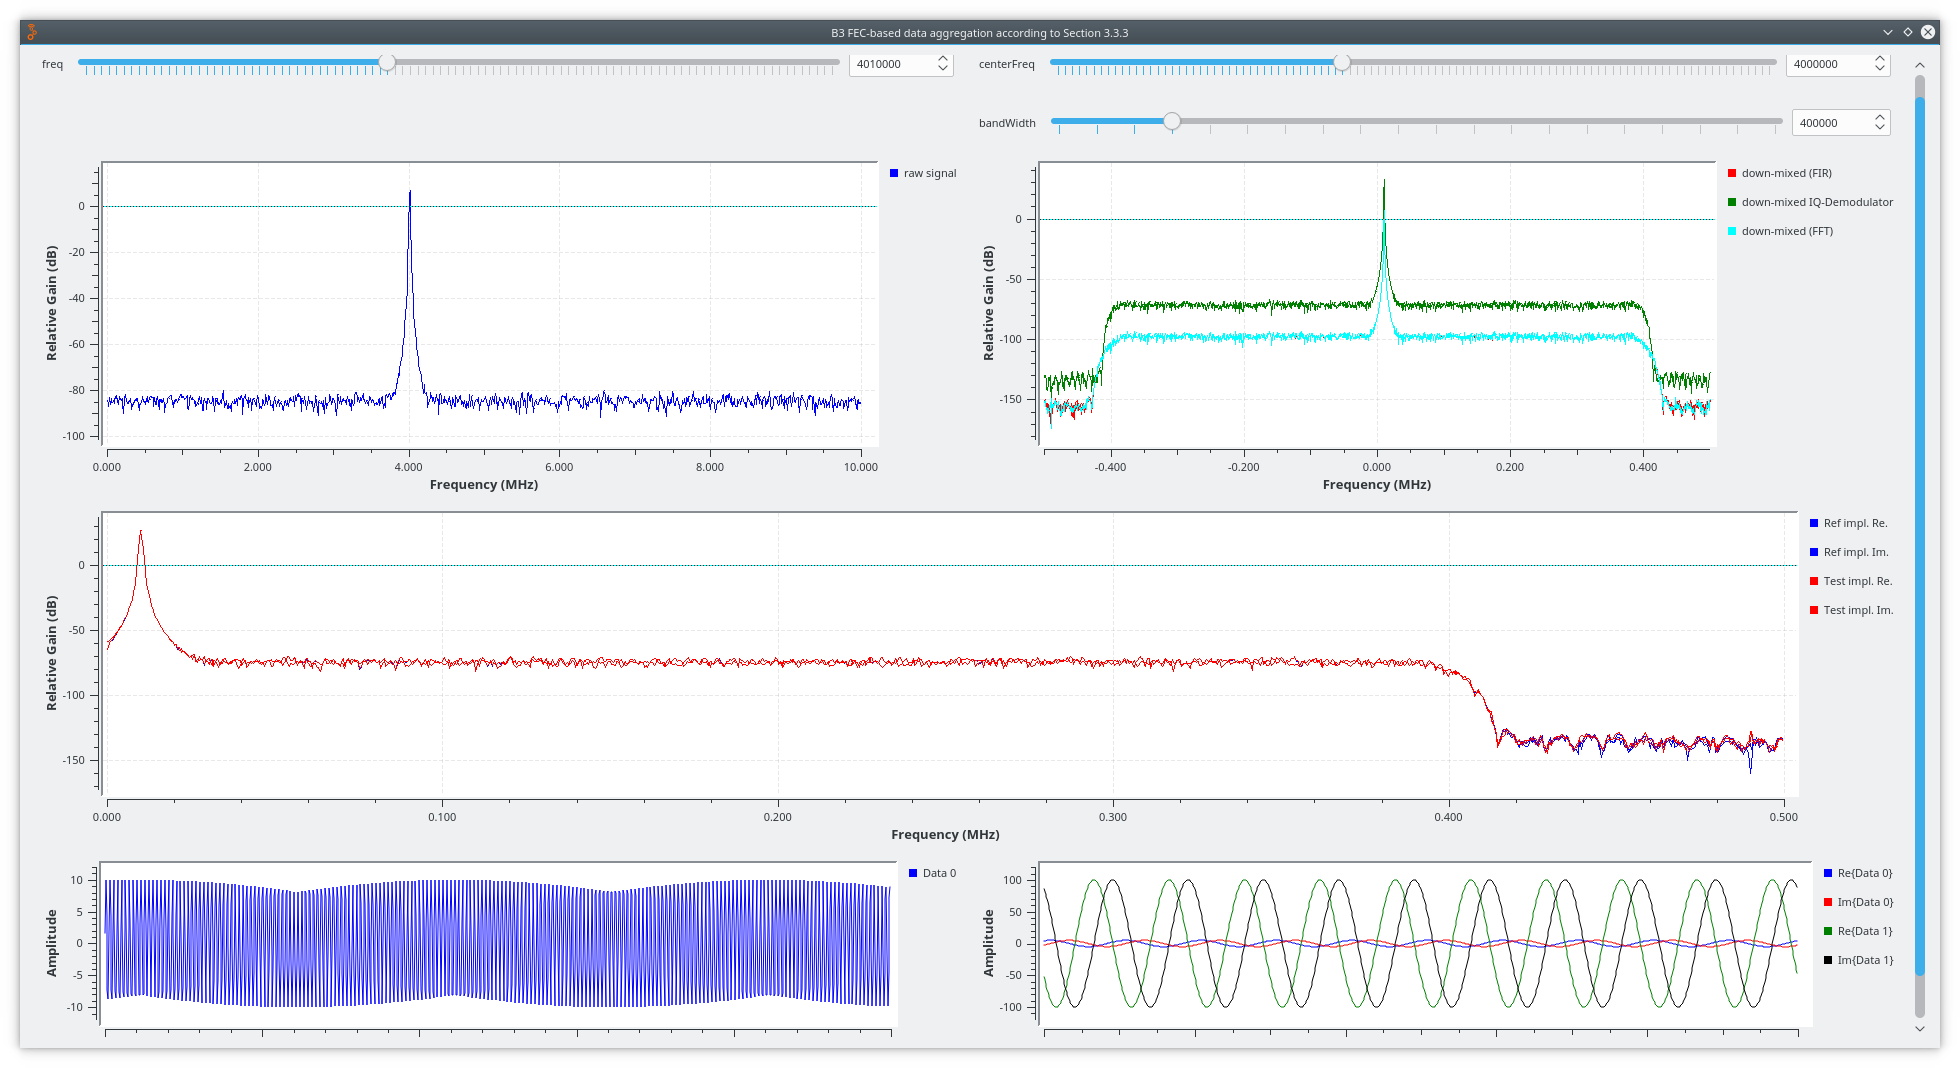 B3 FEC-based data aggregation according to Section 3.3.3
freq 4010000 centerFreq 4000000
bandWidth 400000
raw signal
Relative Gain (dB)
0
-20
-40
-60
-80
-100
0.000 2.000 4.000 6.000 8.000 10.000
Frequency (MHz)
down-mixed (FIR)
down-mixed IQ-Demodulator
down-mixed (FFT)
Relative Gain (dB)
0
-50
-100
-150
-0.400 -0.200 0.000 0.200 0.400
Frequency (MHz)
Ref impl. Re.
Ref impl. Im.
Test impl. Re.
Test impl. Im.
Relative Gain (dB)
0
-50
-100
-150
0.000 0.100 0.200 0.300 0.400 0.500
Frequency (MHz)
Data 0
Amplitude
10
5
0
-5
-10
Re{Data 0}
Im{Data 0}
Re{Data 1}
Im{Data 1}
Amplitude
100
50
0
-50
-100